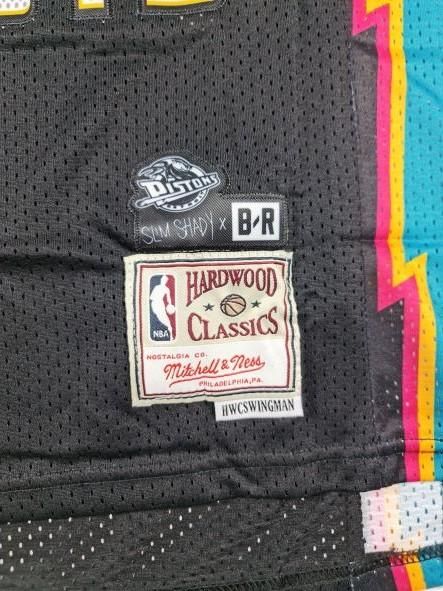 PISTONS
SLIM SHADY x B/R
HARDWOOD
CLASSICS
NBA
NOSTALGIA CO.
Mitchell & Ness
PHILADELPHIA, PA.
HWCSWINGMAN